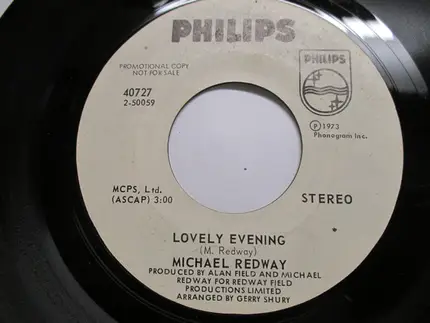 PHILIPS
PROMOTIONAL COPY
NOT FOR SALE
PHILIPS
40727
2-50059
Ⓟ 1973
Phonogram Inc.
MCPS, Ltd.
(ASCAP) 3:00
STEREO
LOVELY EVENING
(M. Redway)
MICHAEL REDWAY
PRODUCED BY ALAN FIELD AND MICHAEL
REDWAY FOR REDWAY FIELD
PRODUCTIONS LIMITED
ARRANGED BY GERRY SHURY